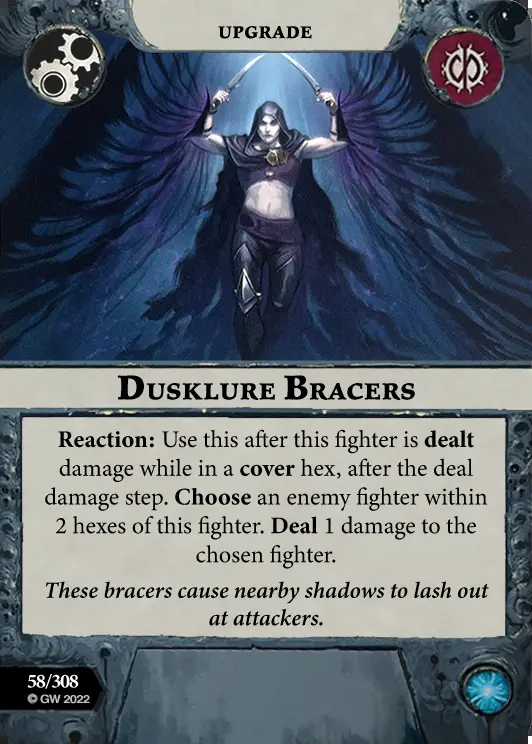 UPGRADE
DUSKLURE BRACERS
Reaction: Use this after this fighter is dealt
damage while in a cover hex, after the deal
damage step. Choose an enemy fighter within
2 hexes of this fighter. Deal 1 damage to the
chosen fighter.
These bracers cause nearby shadows to lash out
at attackers.
58/308
© GW 2022